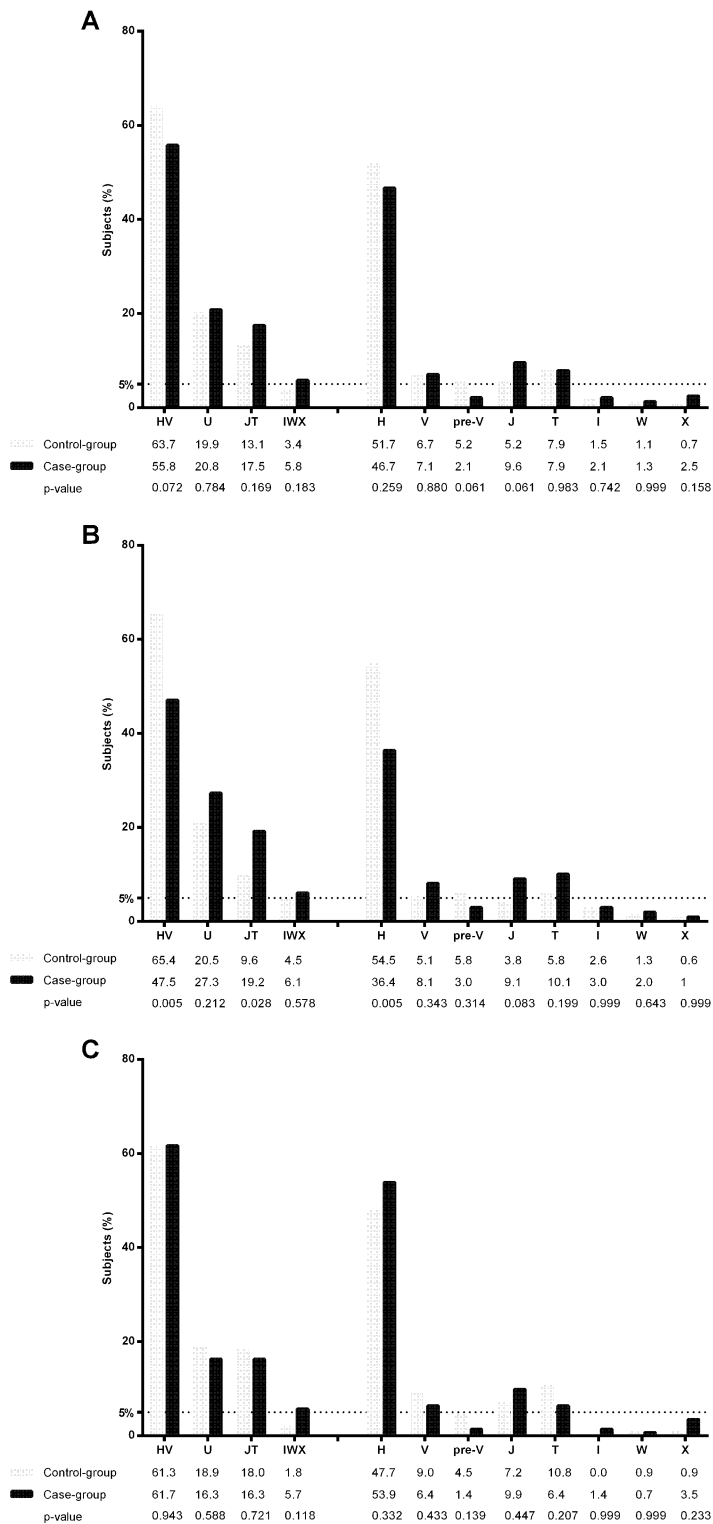 A
80
60
Subjects (%)
40
20
5%
0
HV U JT IWX H V pre-V J T I W X
Control-group 63.7 19.9 13.1 3.4 51.7 6.7 5.2 5.2 7.9 1.5 1.1 0.7
Case-group 55.8 20.8 17.5 5.8 46.7 7.1 2.1 9.6 7.9 2.1 1.3 2.5
p-value 0.072 0.784 0.169 0.183 0.259 0.880 0.061 0.061 0.983 0.742 0.999 0.158
B
80
60
Subjects (%)
40
20
5%
0
HV U JT IWX H V pre-V J T I W X
Control-group 65.4 20.5 9.6 4.5 54.5 5.1 5.8 3.8 5.8 2.6 1.3 0.6
Case-group 47.5 27.3 19.2 6.1 36.4 8.1 3.0 9.1 10.1 3.0 2.0 1
p-value 0.005 0.212 0.028 0.578 0.005 0.343 0.314 0.083 0.199 0.999 0.643 0.999
C
80
60
Subjects (%)
40
20
5%
0
HV U JT IWX H V pre-V J T I W X
Control-group 61.3 18.9 18.0 1.8 47.7 9.0 4.5 7.2 10.8 0.0 0.9 0.9
Case-group 61.7 16.3 16.3 5.7 53.9 6.4 1.4 9.9 6.4 1.4 0.7 3.5
p-value 0.943 0.588 0.721 0.118 0.332 0.433 0.139 0.447 0.207 0.999 0.999 0.233